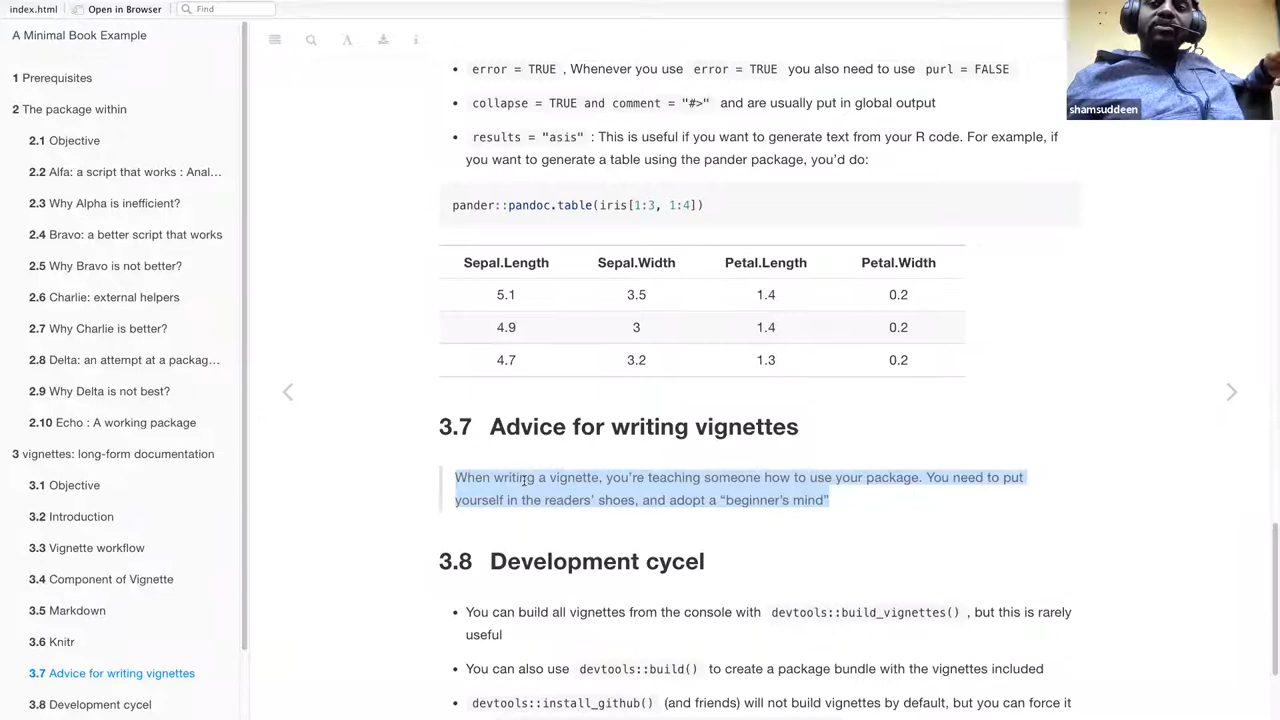 index.html Open in Browser Find
A Minimal Book Example
1 Prerequisites
2 The package within
2.1 Objective
2.2 Alfa: a script that works : Anal…
2.3 Why Alpha is inefficient?
2.4 Bravo: a better script that works
2.5 Why Bravo is not better?
2.6 Charlie: external helpers
2.7 Why Charlie is better?
2.8 Delta: an attempt at a packag…
2.9 Why Delta is not best?
2.10 Echo : A working package
3 vignettes: long-form documentation
3.1 Objective
3.2 Introduction
3.3 Vignette workflow
3.4 Component of Vignette
3.5 Markdown
3.6 Knitr
3.7 Advice for writing vignettes
3.8 Development cycel
A i
• error = TRUE , Whenever you use error = TRUE you also need to use purl = FALSE
• collapse = TRUE and comment = "#>" and are usually put in global output
• results = "asis" : This is useful if you want to generate text from your R code. For example, if
you want to generate a table using the pander package, you'd do:
pander::pandoc.table(iris[1:3, 1:4])
Sepal.Length Sepal.Width Petal.Length Petal.Width
5.1 3.5 1.4 0.2
4.9 3 1.4 0.2
4.7 3.2 1.3 0.2
3.7 Advice for writing vignettes
When writing a vignette, you're teaching someone how to use your package. You need to put
yourself in the readers' shoes, and adopt a “beginner's mind”
3.8 Development cycel
• You can build all vignettes from the console with devtools::build_vignettes() , but this is rarely
useful
• You can also use devtools::build() to create a package bundle with the vignettes included
• devtools::install_github() (and friends) will not build vignettes by default, but you can force it
shamsuddeen